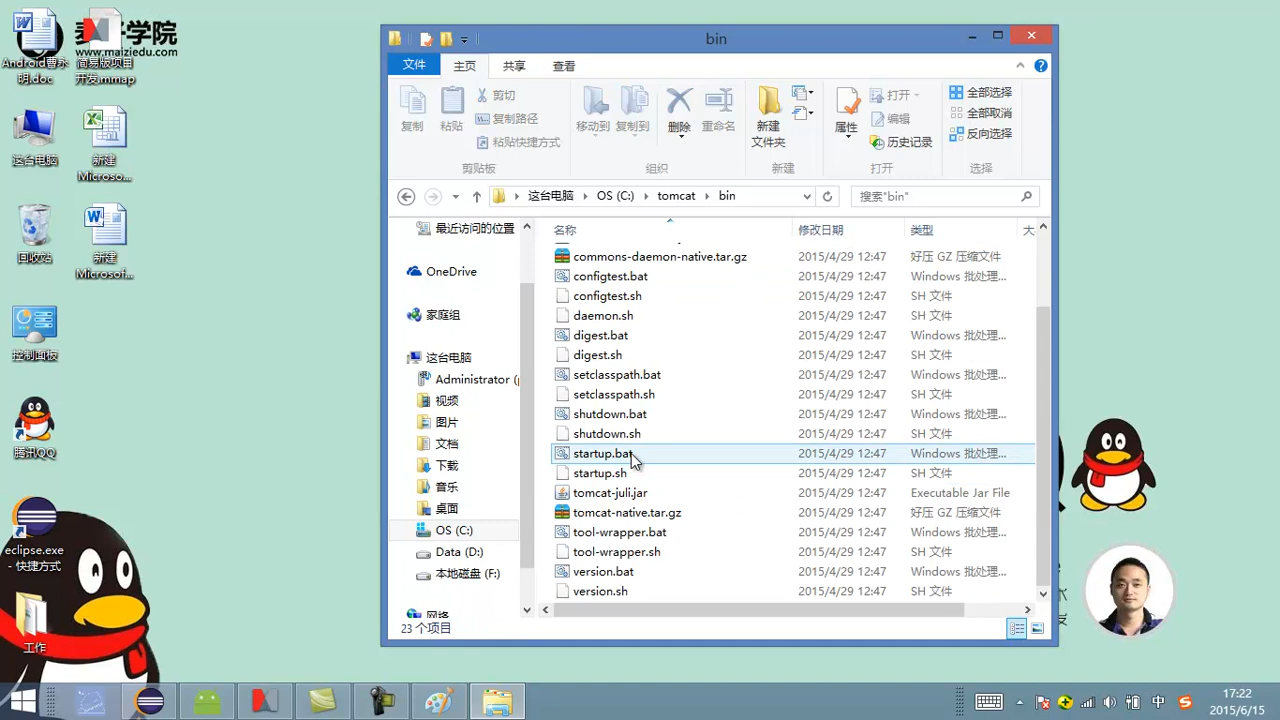 麦子学院
www.maiziedu.com
Android曹永
明.doc
简易版项目
开发.mmap
这台电脑
新建
Microso...
回收站
新建
Microsof...
控制面板
腾讯QQ
eclipse.exe
- 快捷方式
工作
bin
文件
主页
共享
查看
复制
粘贴
剪切
复制路径
粘贴快捷方式
剪贴板
移动到
复制到
删除
重命名
组织
新建
文件夹
新建
属性
打开
编辑
历史记录
打开
全部选择
全部取消
反向选择
选择
这台电脑
OS (C:)
tomcat
bin
搜索"bin"
最近访问的位置
OneDrive
家庭组
这台电脑
Administrator (
视频
图片
文档
下载
音乐
桌面
OS (C:)
Data (D:)
本地磁盘 (F:)
网络
名称 修改日期 类型 大
commons-daemon-native.tar.gz 2015/4/29 12:47 好压 GZ 压缩文件
configtest.bat 2015/4/29 12:47 Windows 批处理...
configtest.sh 2015/4/29 12:47 SH 文件
daemon.sh 2015/4/29 12:47 SH 文件
digest.bat 2015/4/29 12:47 Windows 批处理...
digest.sh 2015/4/29 12:47 SH 文件
setclasspath.bat 2015/4/29 12:47 Windows 批处理...
setclasspath.sh 2015/4/29 12:47 SH 文件
shutdown.bat 2015/4/29 12:47 Windows 批处理...
shutdown.sh 2015/4/29 12:47 SH 文件
startup.bat 2015/4/29 12:47 Windows 批处理...
startup.sh 2015/4/29 12:47 SH 文件
tomcat-juli.jar 2015/4/29 12:47 Executable Jar File
tomcat-native.tar.gz 2015/4/29 12:47 好压 GZ 压缩文件
tool-wrapper.bat 2015/4/29 12:47 Windows 批处理...
tool-wrapper.sh 2015/4/29 12:47 SH 文件
version.bat 2015/4/29 12:47 Windows 批处理...
version.sh 2015/4/29 12:47 SH 文件
23 个项目
中
17:22
2015/6/15